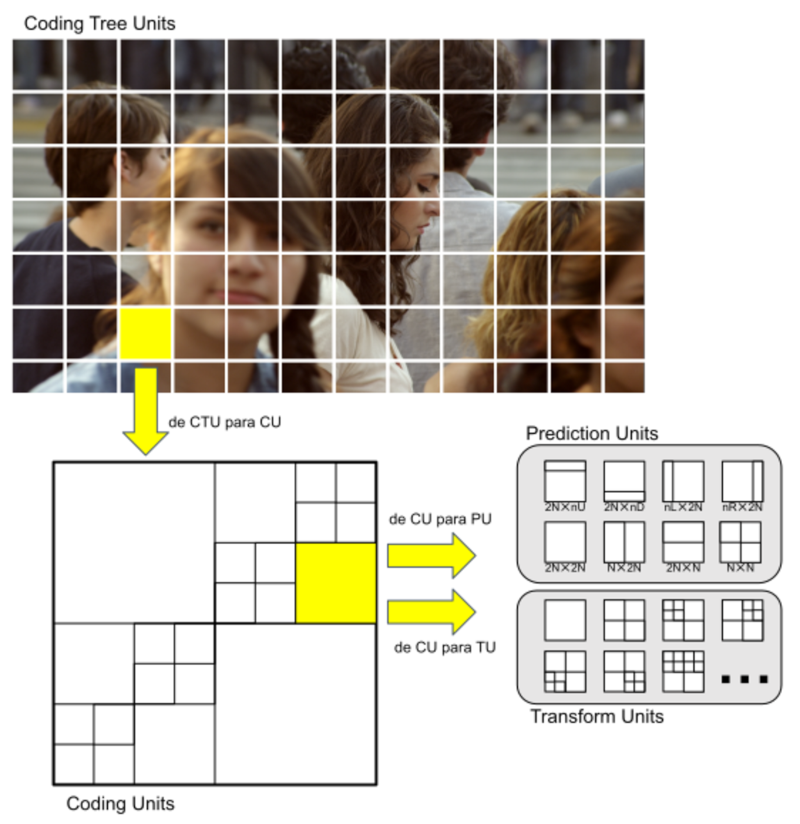 Coding Tree Units
de CTU para CU
Prediction Units
2N×nU 2N×nD nL×2N nR×2N
2N×2N N×2N 2N×N N×N
de CU para PU
de CU para TU
Transform Units
Coding Units